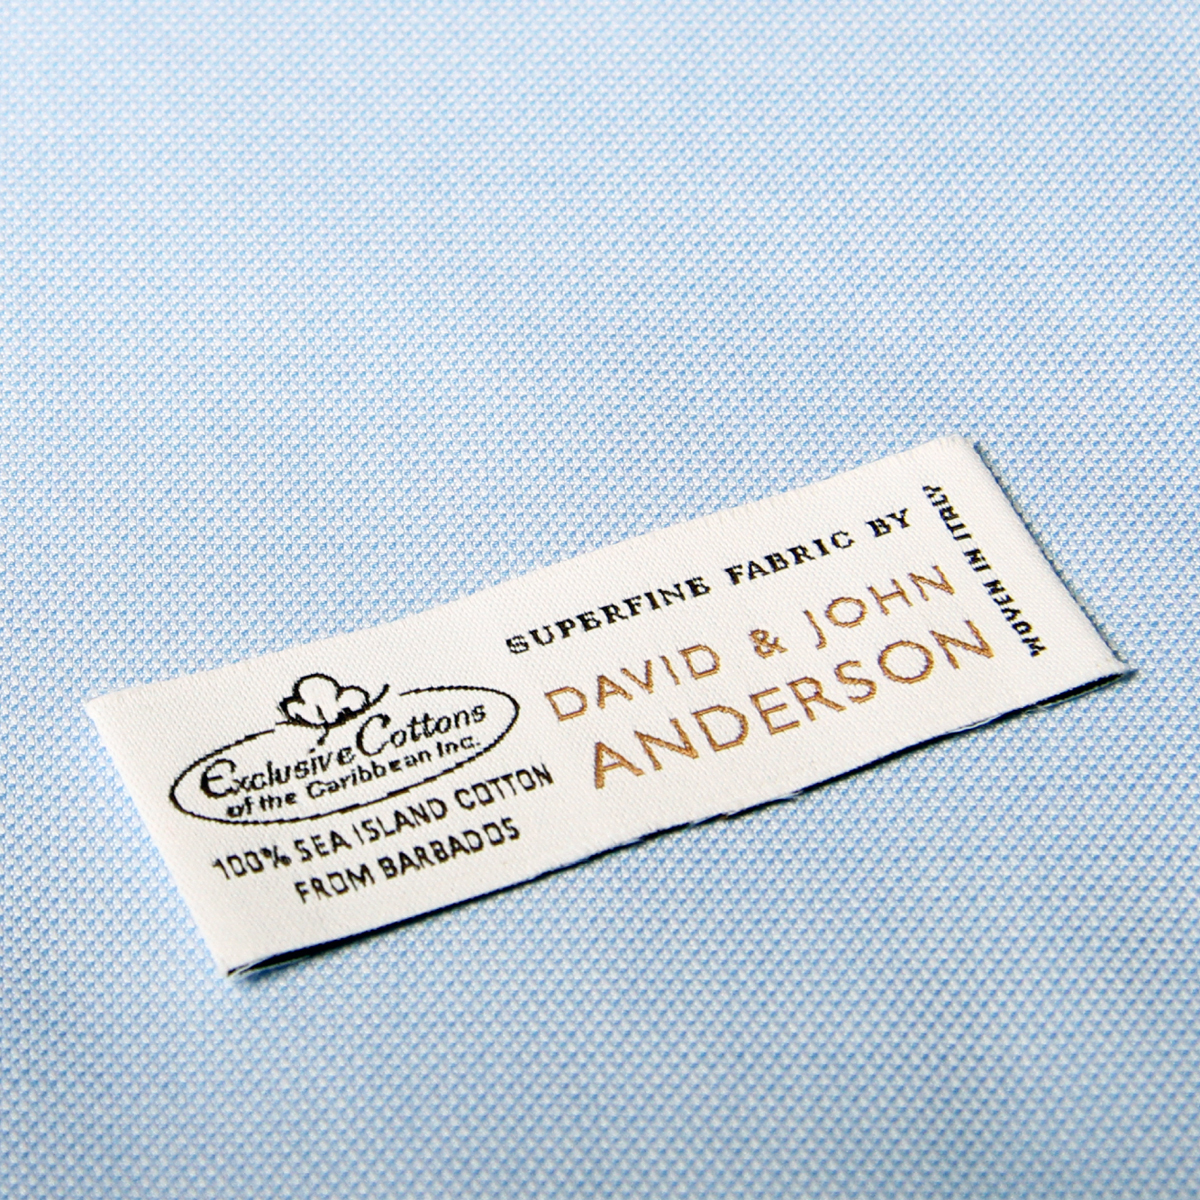 Exclusive Cottons
of the Caribbean Inc.
100% SEA ISLAND COTTON
FROM BARBADOS
SUPERFINE FABRIC BY
DAVID & JOHN
ANDERSON
WOVEN IN ITALY